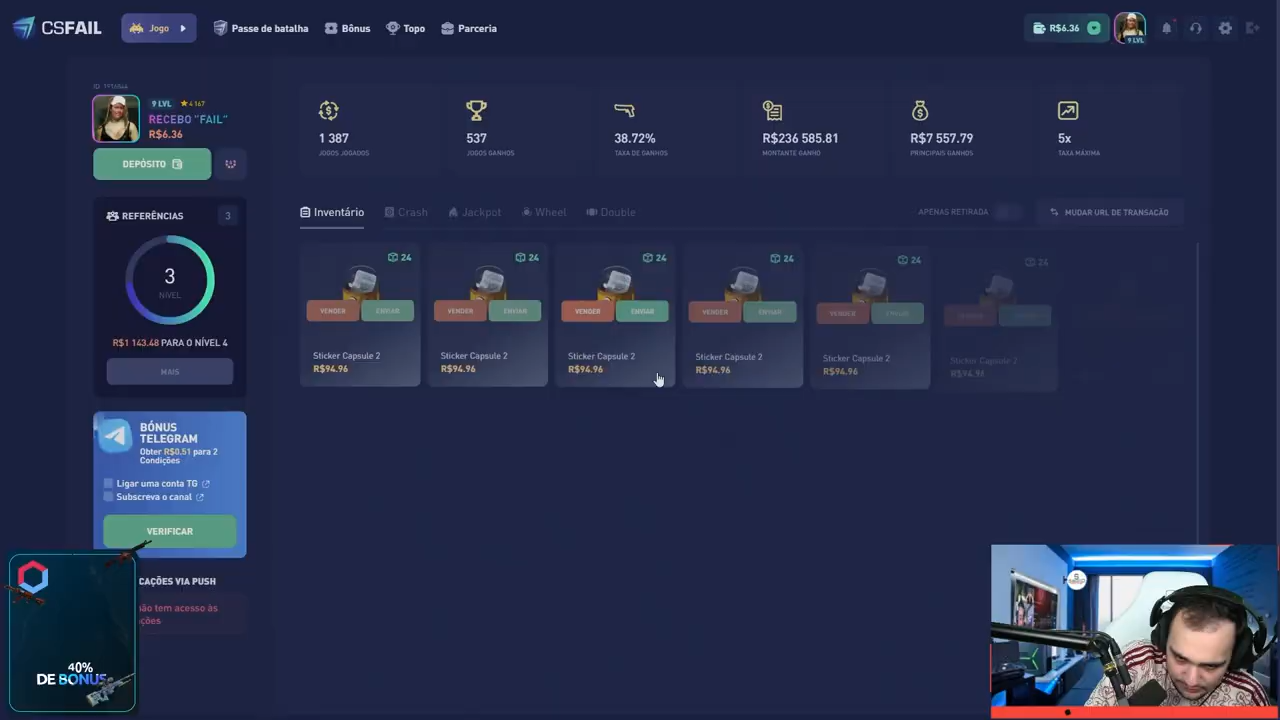 CSFAIL
Jogo
Passe de batalha
Bônus
Topo
Parceria
R$6.36
9 LVL
9 LVL
4167
RECEBO "FAIL"
R$6.36
DEPÓSITO
REFERÊNCIAS
3
3
NÍVEL
R$1 143.48 PARA O NÍVEL 4
MAIS
BÓNUS
TELEGRAM
Obter R$0.51 para 2
Condições
Ligar uma conta TG
Subscreva o canal
VERIFICAR
CAÇÕES VIA PUSH
não tem acesso às
40%
DE BONUS
1 387
JOGOS JOGADOS
537
JOGOS GANHOS
38.72%
TAXA DE GANHOS
R$236 585.81
MONTANTE GANHO
R$7 557.79
PRINCIPAIS GANHOS
5x
TAXA MÁXIMA
Inventário
Crash
Jackpot
Wheel
Double
APENAS RETIRADA
MUDAR URL DE TRANSAÇÃO
24
VENDER
ENVIAR
Sticker Capsule 2
R$94.96
24
VENDER
ENVIAR
Sticker Capsule 2
R$94.96
24
VENDER
ENVIAR
Sticker Capsule 2
R$94.96
24
VENDER
ENVIAR
Sticker Capsule 2
R$94.96
24
VENDER
ENVIAR
Sticker Capsule 2
R$94.96
24
Sticker Capsule 2
R$94.96